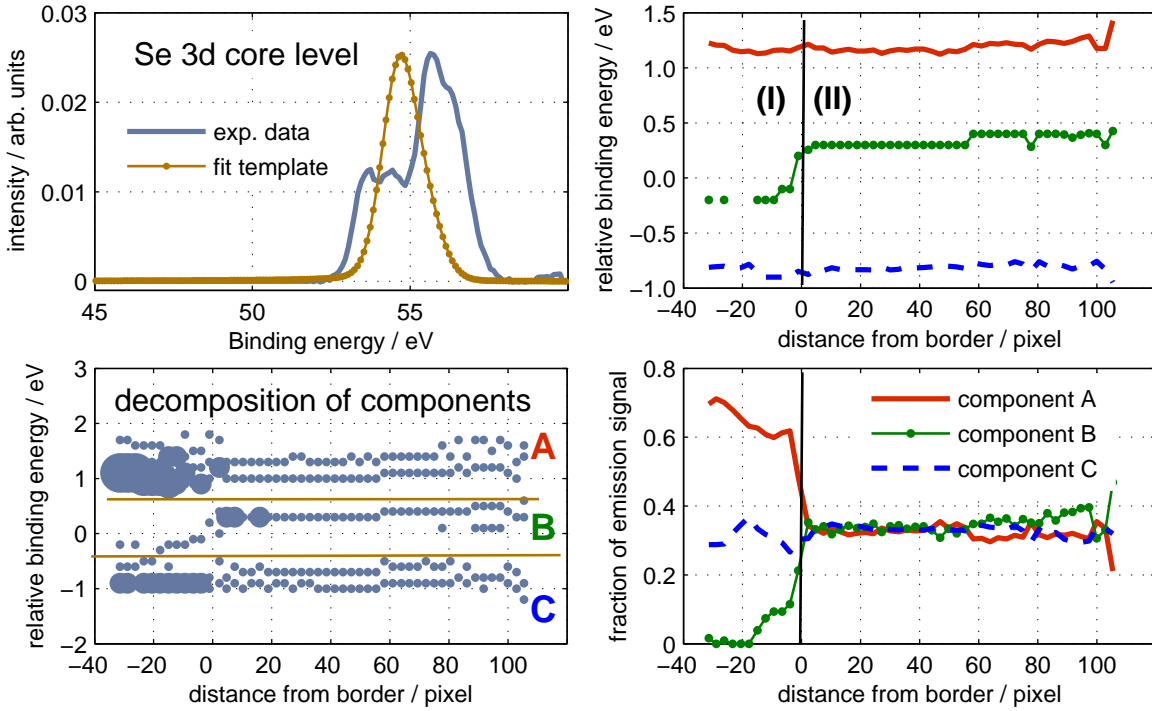 Se 3d core level
exp. data
fit template
intensity / arb. units
0.03
0.02
0.01
0
45
50
55
Binding energy / eV
(I)
(II)
relative binding energy / eV
1.5
1.0
0.5
0.0
−0.5
−1.0
−40
−20
0
20
40
60
80
100
distance from border / pixel
decomposition of components
A
B
C
relative binding energy / eV
3
2
1
0
−1
−2
−40
−20
0
20
40
60
80
100
distance from border / pixel
component A
component B
component C
fraction of emission signal
0.8
0.6
0.4
0.2
0
−40
−20
0
20
40
60
80
100
distance from border / pixel